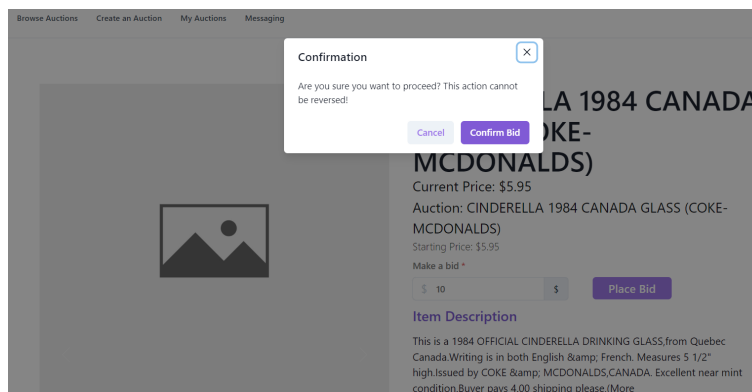 Browse Auctions Create an Auction My Auctions Messaging
Confirmation
Are you sure you want to proceed? This action cannot
be reversed!
Cancel Confirm Bid
LA 1984 CANADA
OKE-
MCDONALDS)
Current Price: $5.95
Auction: CINDERELLA 1984 CANADA GLASS (COKE-
MCDONALDS)
Starting Price: $5.95
Make a bid *
$ 10 $ Place Bid
Item Description
This is a 1984 OFFICIAL CINDERELLA DRINKING GLASS,from Quebec
Canada.Writing is in both English &amp; French. Measures 5 1/2"
high.Issued by COKE &amp; MCDONALDS,CANADA. Excellent near mint
condition.Buyer pays 4.00 shipping please.(More